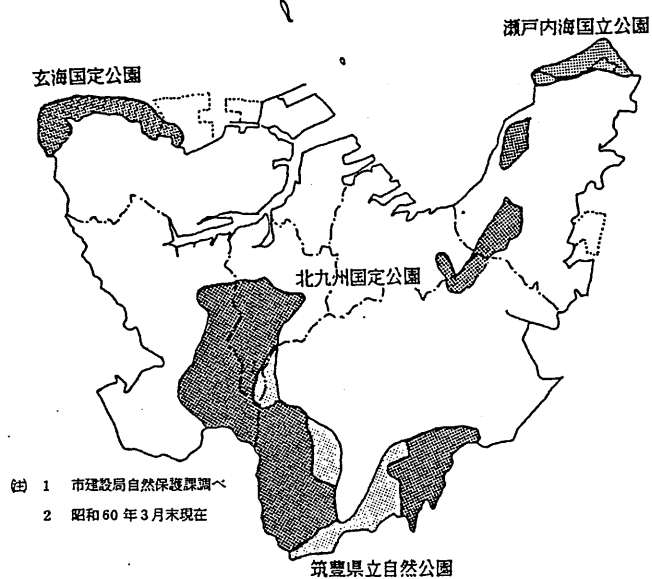 瀬戸内海国立公園
玄海国定公園
北九州国定公園
(注) 1 市建設局自然保護課調べ
2 昭和60年3月末現在
筑豊県立自然公園